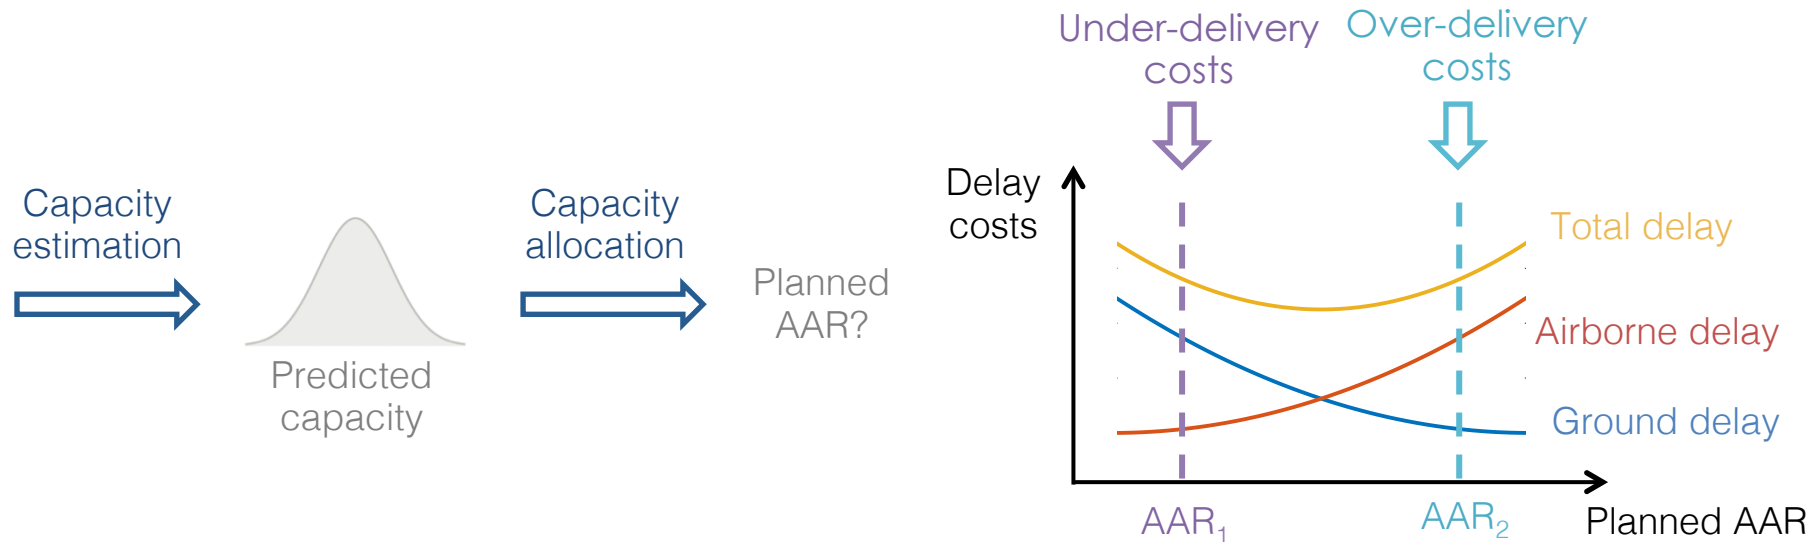 Capacity
estimation
Predicted
capacity
Capacity
allocation
Planned
AAR?
Under-delivery
costs
Over-delivery
costs
Delay
costs
Total delay
Airborne delay
Ground delay
AAR₁
AAR₂
Planned AAR